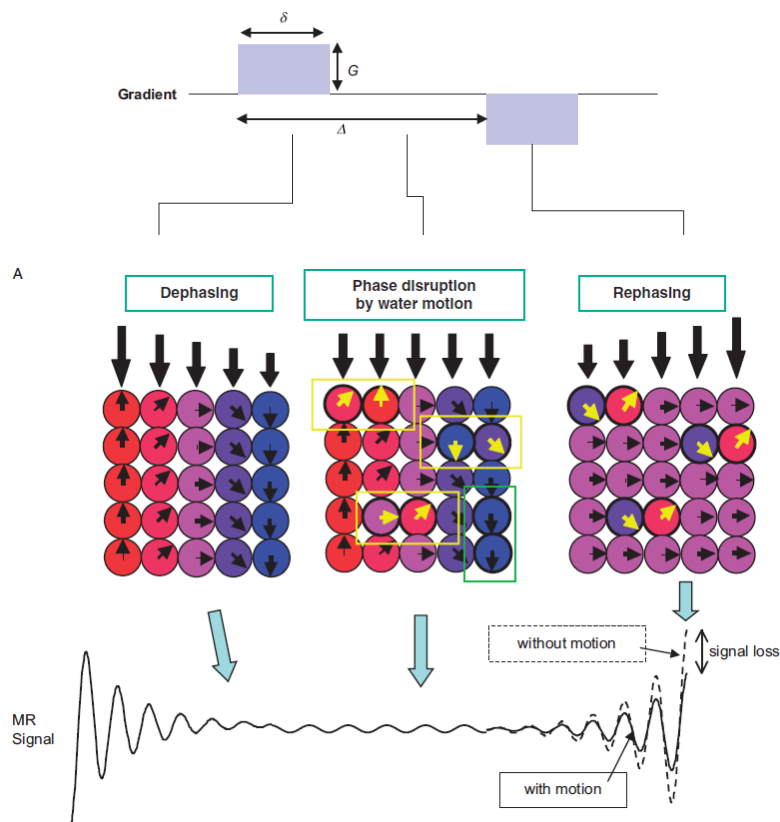 δ
G
Gradient
Δ
A
Dephasing
Phase disruption
by water motion
Rephasing
without motion
signal loss
MR
Signal
with motion